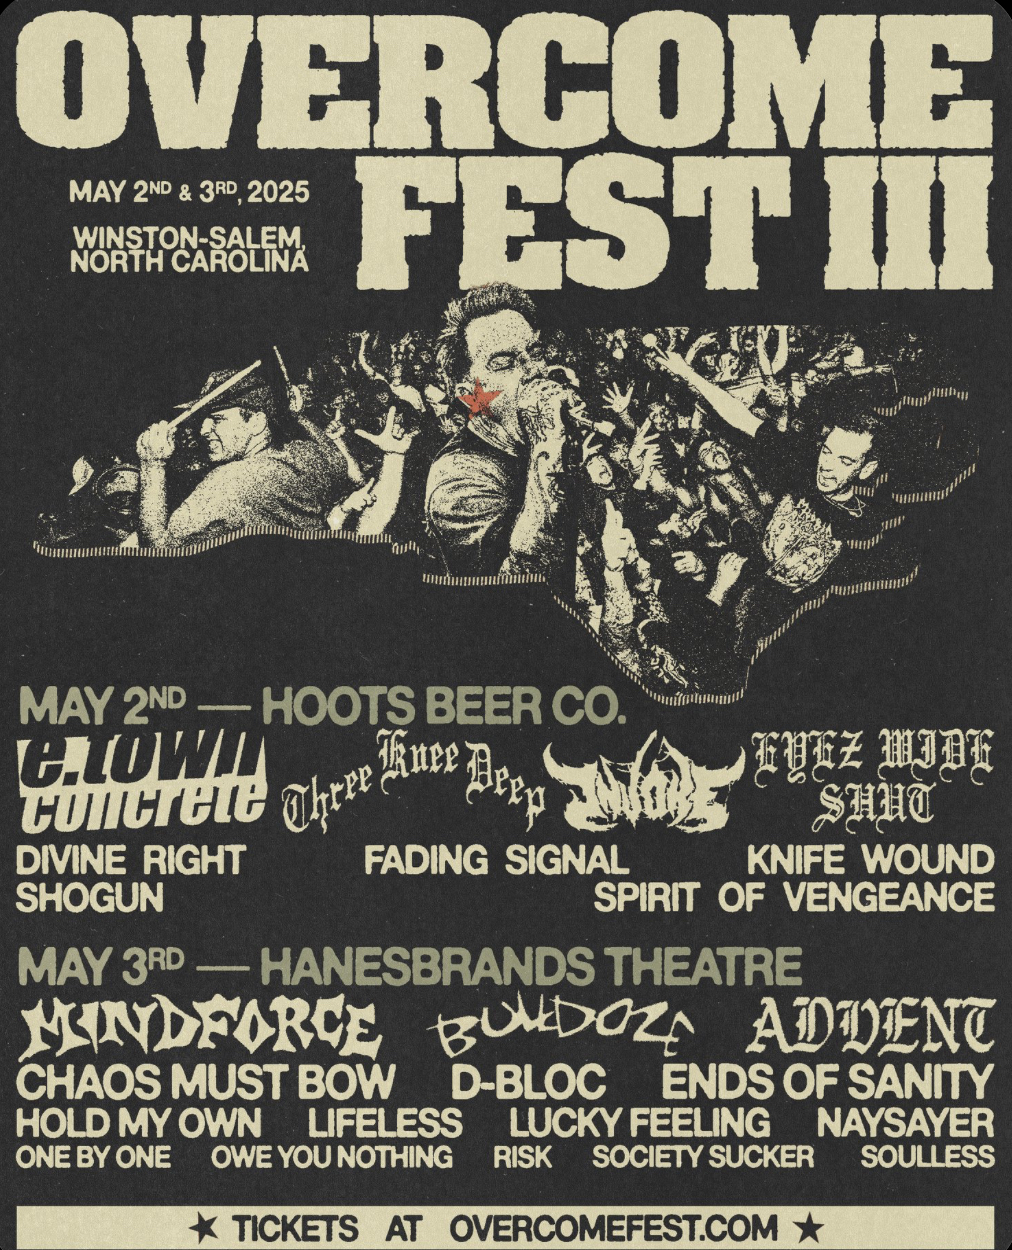 OVERCOME
FEST III
MAY 2ND & 3RD, 2025
WINSTON-SALEM,
NORTH CAROLINA
MAY 2ND — HOOTS BEER CO.
e.town concrete Three Knee Deep INVOKE EYEZ WIDE SHUT
DIVINE RIGHT FADING SIGNAL KNIFE WOUND
SHOGUN SPIRIT OF VENGEANCE
MAY 3RD — HANESBRANDS THEATRE
MINDFORCE BULLDOZE ADVENT
CHAOS MUST BOW D-BLOC ENDS OF SANITY
HOLD MY OWN LIFELESS LUCKY FEELING NAYSAYER
ONE BY ONE OWE YOU NOTHING RISK SOCIETY SUCKER SOULLESS
★ TICKETS AT OVERCOMEFEST.COM ★